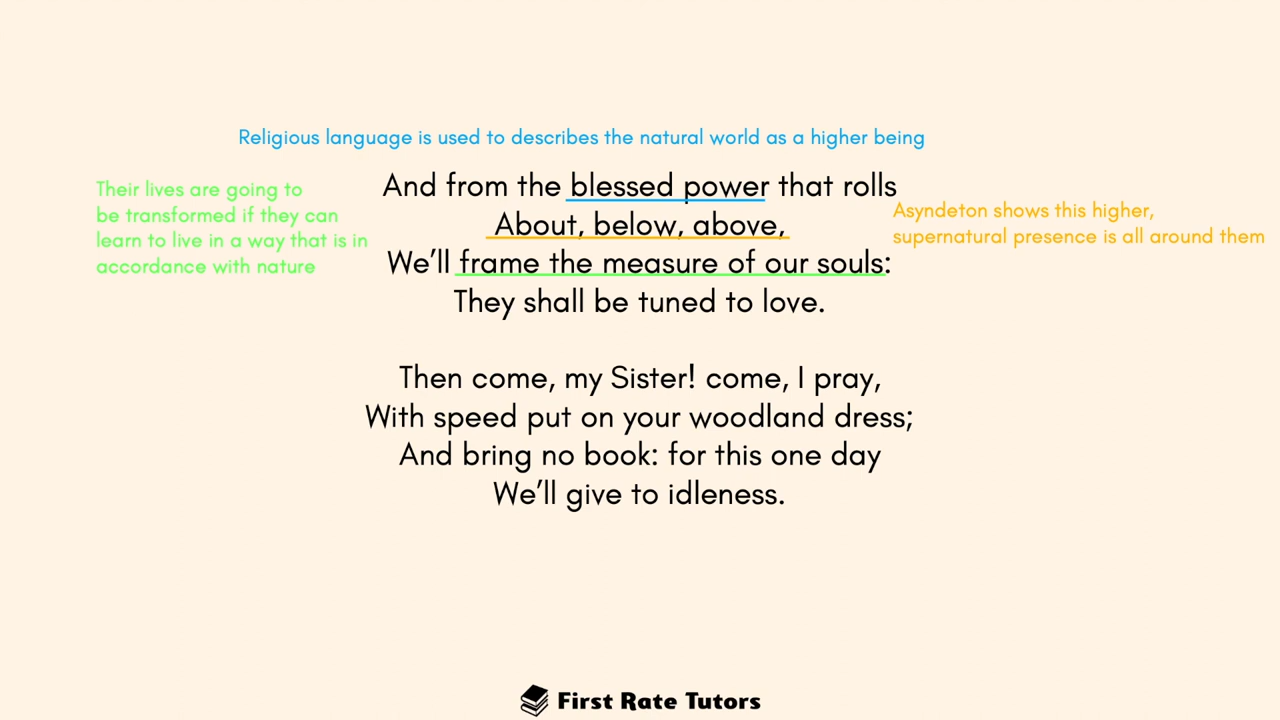 Religious language is used to describes the natural world as a higher being
Their lives are going to
be transformed if they can
learn to live in a way that is in
accordance with nature
And from the blessed power that rolls
About, below, above,
We’ll frame the measure of our souls:
They shall be tuned to love.
Asyndeton shows this higher,
supernatural presence is all around them
Then come, my Sister! come, I pray,
With speed put on your woodland dress;
And bring no book: for this one day
We’ll give to idleness.
First Rate Tutors